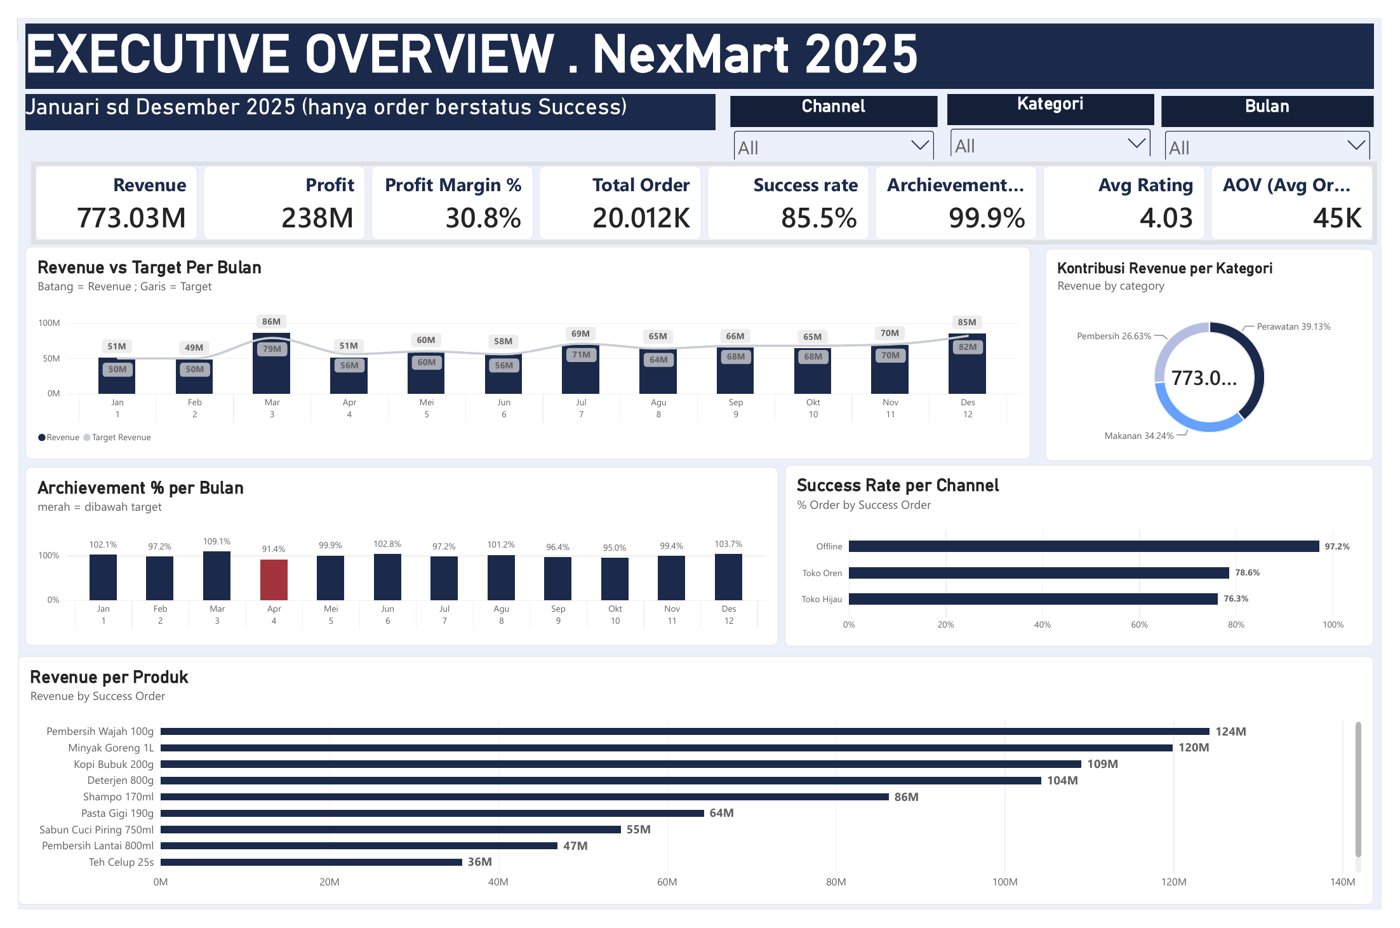 EXECUTIVE OVERVIEW . NexMart 2025
Januari sd Desember 2025 (hanya order berstatus Success)
Channel
Kategori
Bulan
All
All
All
Revenue
773.03M
Profit
238M
Profit Margin %
30.8%
Total Order
20.012K
Success rate
85.5%
Archievement...
99.9%
Avg Rating
4.03
AOV (Avg Or...
45K
Revenue vs Target Per Bulan
Batang = Revenue ; Garis = Target
100M
50M
0M
51M 49M 86M 51M 60M 58M 69M 65M 66M 65M 70M 85M
50M 50M 79M 56M 60M 56M 71M 64M 68M 68M 70M 82M
Jan Feb Mar Apr Mei Jun Jul Agu Sep Okt Nov Des
1 2 3 4 5 6 7 8 9 10 11 12
Revenue Target Revenue
Kontribusi Revenue per Kategori
Revenue by category
Pembersih 26.63%
Perawatan 39.13%
773.0...
Makanan 34.24%
Archievement % per Bulan
merah = dibawah target
100%
0%
102.1% 97.2% 109.1% 91.4% 99.9% 102.8% 97.2% 101.2% 96.4% 95.0% 99.4% 103.7%
Jan Feb Mar Apr Mei Jun Jul Agu Sep Okt Nov Des
1 2 3 4 5 6 7 8 9 10 11 12
Success Rate per Channel
% Order by Success Order
Offline 97.2%
Toko Oren 78.6%
Toko Hijau 76.3%
0% 20% 40% 60% 80% 100%
Revenue per Produk
Revenue by Success Order
Pembersih Wajah 100g 124M
Minyak Goreng 1L 120M
Kopi Bubuk 200g 109M
Deterjen 800g 104M
Shampo 170ml 86M
Pasta Gigi 190g 64M
Sabun Cuci Piring 750ml 55M
Pembersih Lantai 800ml 47M
Teh Celup 25s 36M
0M 20M 40M 60M 80M 100M 120M 140M